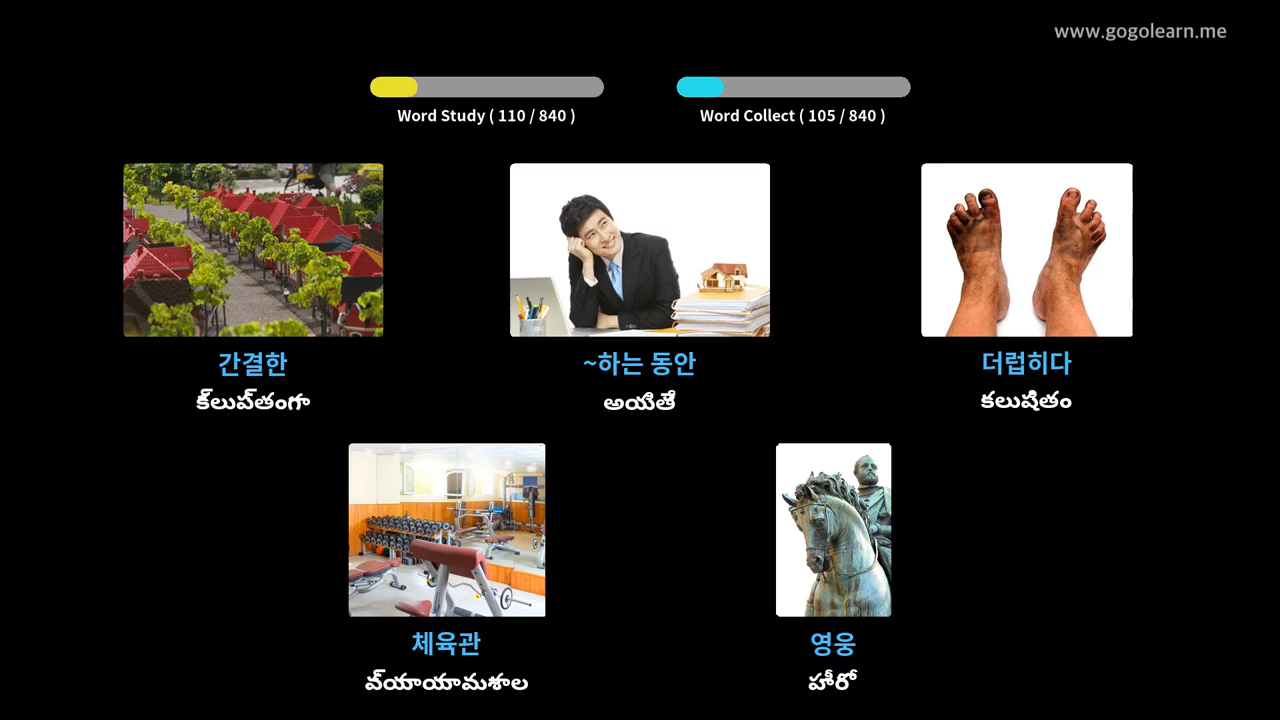 www.gogolearn.me
Word Study ( 110 / 840 )
Word Collect ( 105 / 840 )
간결한
~하는 동안
더럽히다
క్లుప్తంగా
అయితే
కలుషితం
체육관
영웅
వ్యాయామశాల
హీరో